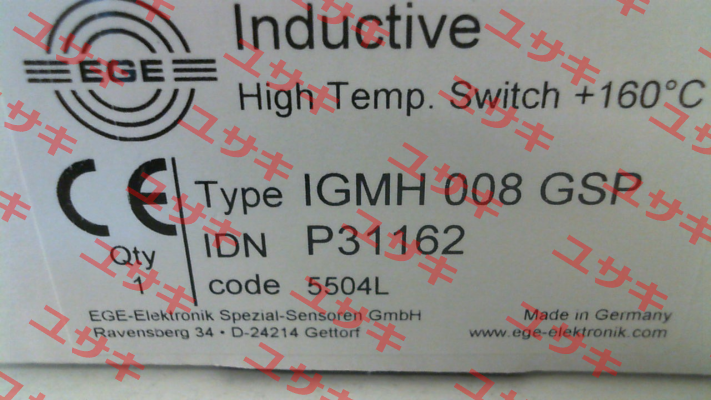 Inductive
EGE
High Temp. Switch +160°C
CE
Type IGMH 008 GSP
Qty
IDN P31162
1
code 5504L
EGE-Elektronik Spezial-Sensoren GmbH
Made in Germany
Ravensberg 34 • D-24214 Gettorf
www.ege-elektronik.com
ユサキ